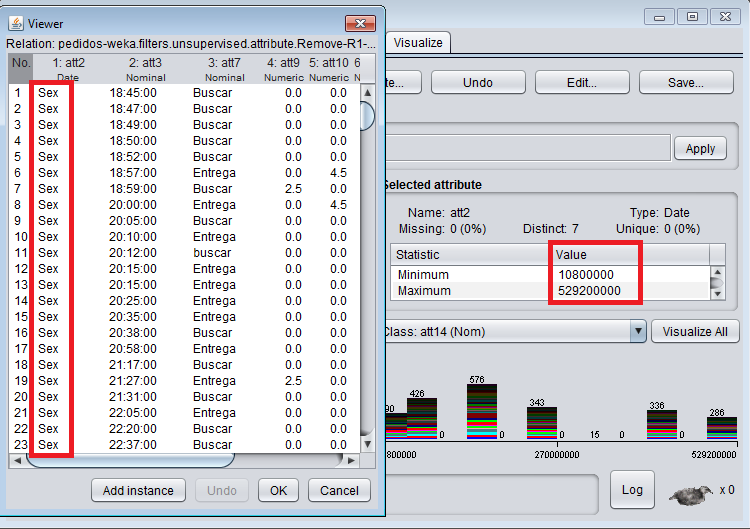 Viewer
Relation: pedidos-weka.filters.unsupervised.attribute.Remove-R1-...
No. 1: att2 2: att3 3: att7 4: att9 5: att10 6
Date Nominal Nominal Numeric Numeric N
1 Sex 18:45:00 Buscar 0.0 0.0
2 Sex 18:47:00 Buscar 0.0 0.0
3 Sex 18:49:00 Buscar 0.0 0.0
4 Sex 18:50:00 Buscar 0.0 0.0
5 Sex 18:52:00 Buscar 0.0 0.0
6 Sex 18:57:00 Entrega 0.0 4.5
7 Sex 18:59:00 Buscar 2.5 0.0
8 Sex 20:00:00 Entrega 0.0 4.5
9 Sex 20:05:00 Buscar 0.0 0.0
10 Sex 20:10:00 Entrega 0.0 0.0
11 Sex 20:12:00 buscar 0.0 0.0
12 Sex 20:15:00 Entrega 0.0 0.0
13 Sex 20:15:00 Entrega 0.0 0.0
14 Sex 20:25:00 Entrega 0.0 0.0
15 Sex 20:35:00 Entrega 0.0 0.0
16 Sex 20:38:00 Buscar 0.0 0.0
17 Sex 20:58:00 Entrega 0.0 0.0
18 Sex 21:17:00 Buscar 0.0 0.0
19 Sex 21:27:00 Entrega 2.5 0.0
20 Sex 21:31:00 Buscar 0.0 0.0
21 Sex 22:05:00 Entrega 0.0 0.0
22 Sex 22:20:00 Buscar 0.0 0.0
23 Sex 22:37:00 Buscar 0.0 0.0
Add instance Undo OK Cancel
Visualize
te... Undo Edit... Save...
Apply
Selected attribute
Name: att2 Type: Date
Missing: 0 (0%) Distinct: 7 Unique: 0 (0%)
Statistic Value
Minimum 10800000
Maximum 529200000
Class: att14 (Nom) Visualize All
90 426 0 576 0 343 0 15 0 336 0 286
800000 270000000 529200000
Log x 0